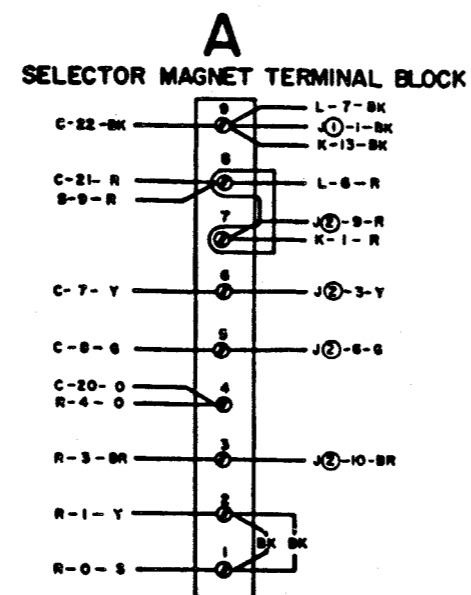 A
SELECTOR MAGNET TERMINAL BLOCK
9
L-7-BK
C-22-BK
J①-1-BK
K-13-BK
8
C-21-R
L-6-R
S-9-R
7
J②-9-R
K-1-R
6
C-7-Y
J②-3-Y
5
C-8-G
J②-6-G
C-20-O
4
R-4-O
3
R-3-BR
J②-10-BR
2
R-1-Y
BK BK
1
R-0-S